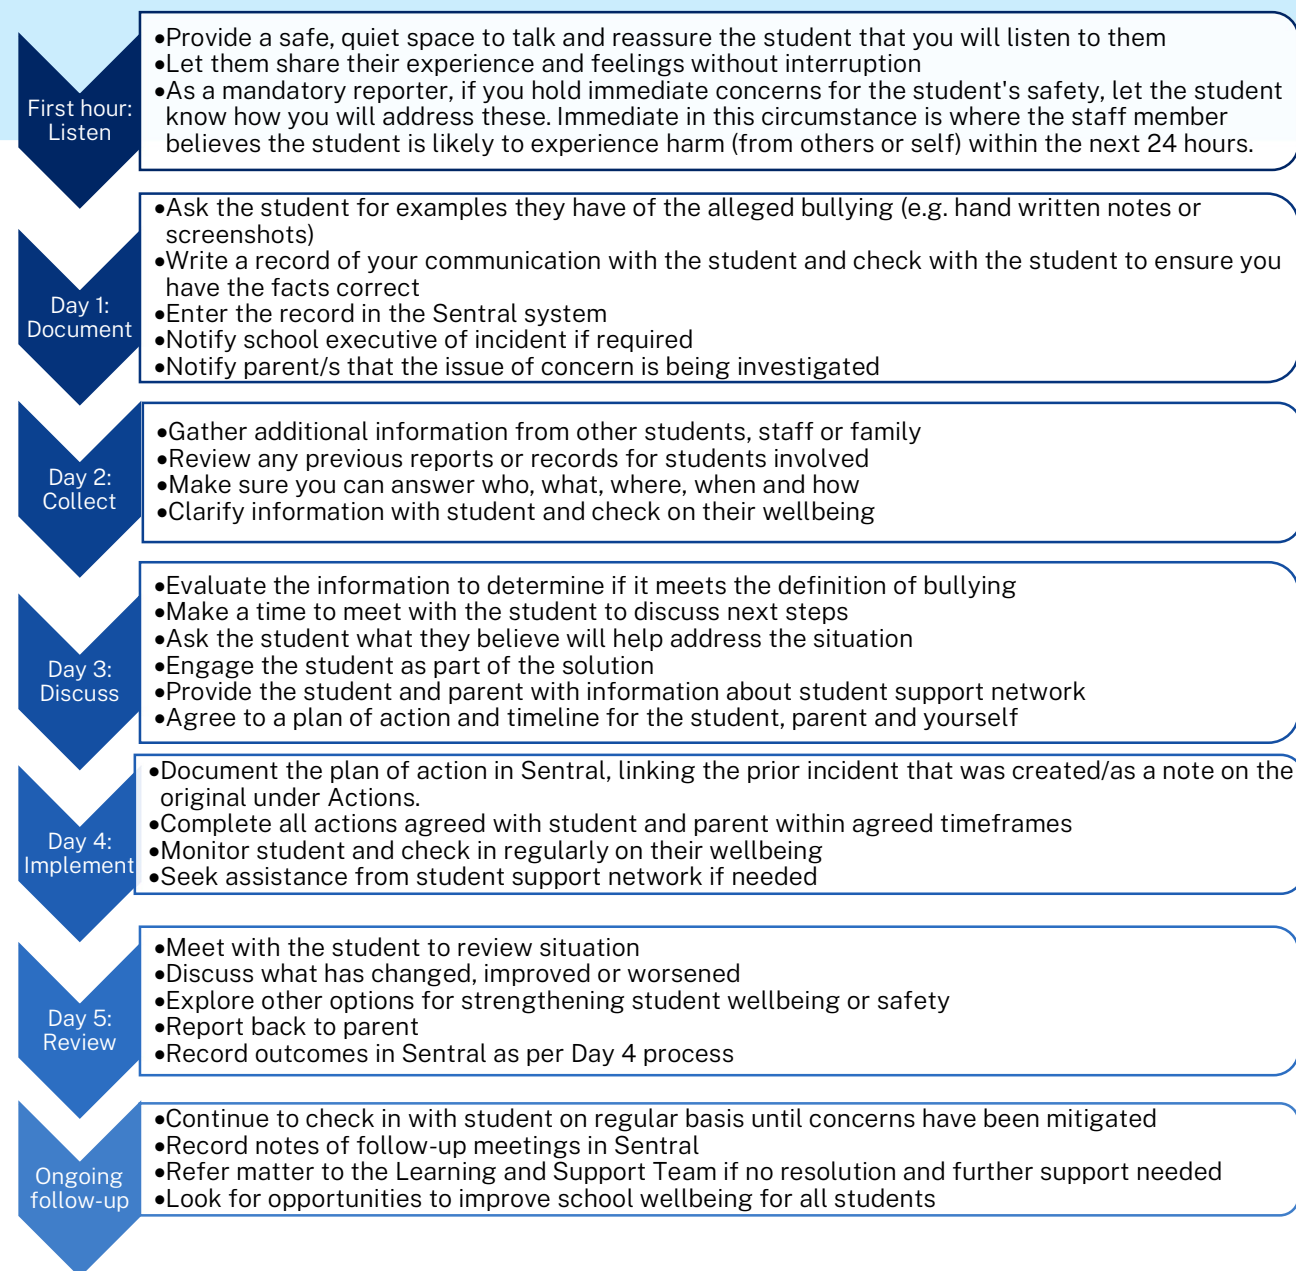 First hour:
Listen
•Provide a safe, quiet space to talk and reassure the student that you will listen to them
•Let them share their experience and feelings without interruption
•As a mandatory reporter, if you hold immediate concerns for the student's safety, let the student
know how you will address these. Immediate in this circumstance is where the staff member
believes the student is likely to experience harm (from others or self) within the next 24 hours.
Day 1:
Document
•Ask the student for examples they have of the alleged bullying (e.g. hand written notes or
screenshots)
•Write a record of your communication with the student and check with the student to ensure you
have the facts correct
•Enter the record in the Sentral system
•Notify school executive of incident if required
•Notify parent/s that the issue of concern is being investigated
Day 2:
Collect
•Gather additional information from other students, staff or family
•Review any previous reports or records for students involved
•Make sure you can answer who, what, where, when and how
•Clarify information with student and check on their wellbeing
Day 3:
Discuss
•Evaluate the information to determine if it meets the definition of bullying
•Make a time to meet with the student to discuss next steps
•Ask the student what they believe will help address the situation
•Engage the student as part of the solution
•Provide the student and parent with information about student support network
•Agree to a plan of action and timeline for the student, parent and yourself
Day 4:
Implement
•Document the plan of action in Sentral, linking the prior incident that was created/as a note on the
original under Actions.
•Complete all actions agreed with student and parent within agreed timeframes
•Monitor student and check in regularly on their wellbeing
•Seek assistance from student support network if needed
Day 5:
Review
•Meet with the student to review situation
•Discuss what has changed, improved or worsened
•Explore other options for strengthening student wellbeing or safety
•Report back to parent
•Record outcomes in Sentral as per Day 4 process
Ongoing
follow-up
•Continue to check in with student on regular basis until concerns have been mitigated
•Record notes of follow-up meetings in Sentral
•Refer matter to the Learning and Support Team if no resolution and further support needed
•Look for opportunities to improve school wellbeing for all students